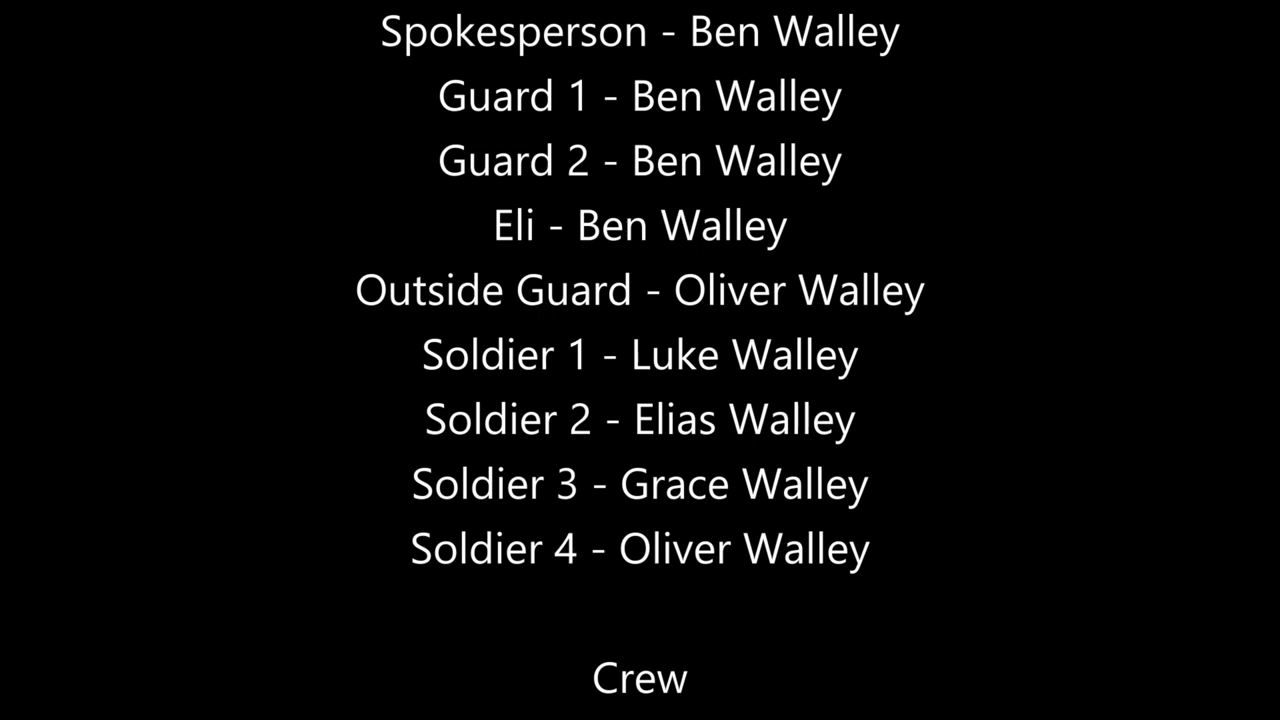 Spokesperson - Ben Walley
Guard 1 - Ben Walley
Guard 2 - Ben Walley
Eli - Ben Walley
Outside Guard - Oliver Walley
Soldier 1 - Luke Walley
Soldier 2 - Elias Walley
Soldier 3 - Grace Walley
Soldier 4 - Oliver Walley
Crew